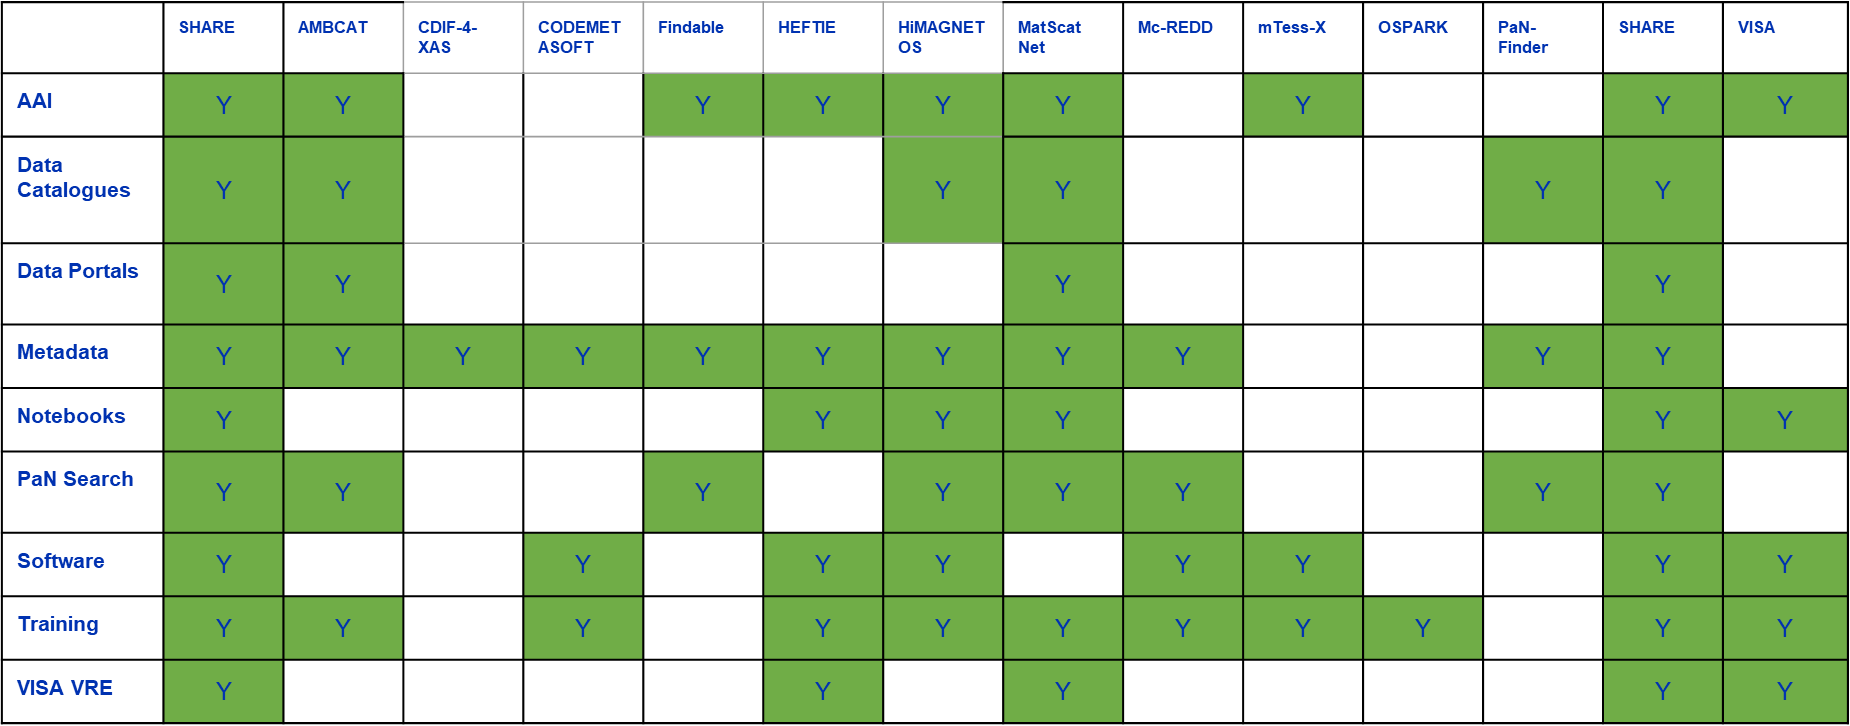 SHARE AMBCAT CDIF-4- CODEMET Findable HEFTIE HiMAGNET MatScat Mc-REDD mTess-X OSPARK PaN- SHARE VISA
XAS ASOFT OS Net Finder
AAI Y Y Y Y Y Y Y Y Y
Data
Catalogues Y Y Y Y Y Y
Data Portals Y Y Y Y
Metadata Y Y Y Y Y Y Y Y Y Y Y
Notebooks Y Y Y Y Y Y
PaN Search Y Y Y Y Y Y Y Y
Software Y Y Y Y Y Y Y Y
Training Y Y Y Y Y Y Y Y Y Y Y
VISA VRE Y Y Y Y Y